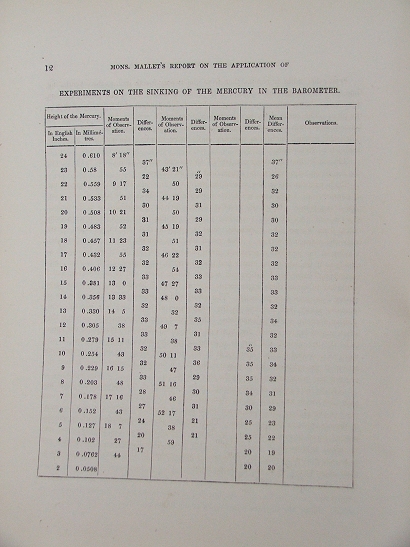 12 MONS. MALLET'S REPORT ON THE APPLICATION OF
EXPERIMENTS ON THE SINKING OF THE MERCURY IN THE BAROMETER.
Height of the Mercury. Moments of Observation. Differences. Moments of Observation. Differences. Moments of Observation. Differences. Mean Differences. Observations.
In English Inches. In Millimètres.
24 0.610 8' 18"
37" 37"
23 0.58 55 43' 21"
22 29 26
22 0.559 9 17 50
34 29 32
21 0.533 51 44 19
30 31 30
20 0.508 10 21 50
31 29 30
19 0.483 52 45 19
31 32 32
18 0.457 11 23 51
32 31 32
17 0.432 55 46 22
32 32 32
16 0.406 12 27 54
33 33 33
15 0.381 13 0 47 27
33 33 33
14 0.356 13 33 48 0
32 32 32
13 0.330 14 5 32
33 35 34
12 0.305 38 49 7
33 31 32
11 0.279 15 11 38
32 33 35 33
10 0.254 43 50 11
32 36 35 34
9 0.229 16 15 47
33 29 35 32
8 0.203 48 51 16
28 30 34 31
7 0.178 17 16 46
27 31 30 29
6 0.152 43 52 17
24 21 25 23
5 0.127 18 7 38
20 21 25 22
4 0.102 27 59
17 20 19
3 0.0762 44
20 20
2 0.0508